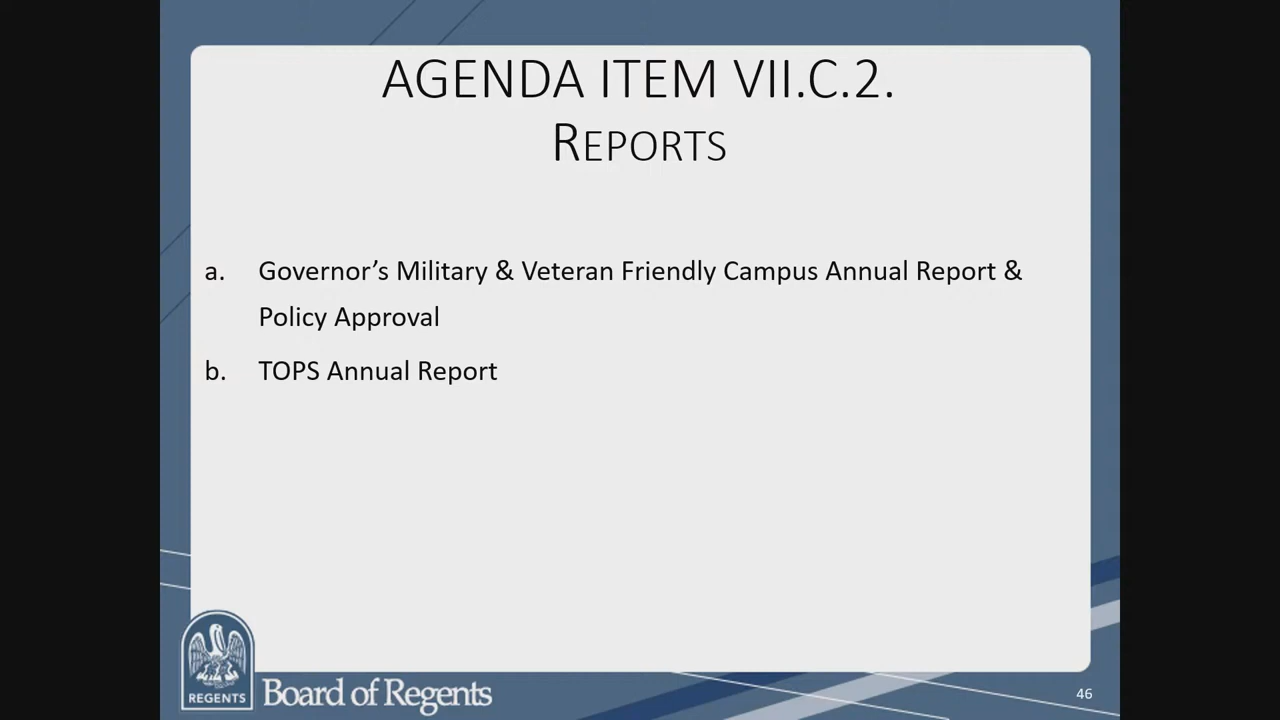 AGENDA ITEM VII.C.2.
REPORTS
a. Governor’s Military & Veteran Friendly Campus Annual Report &
Policy Approval
b. TOPS Annual Report
REGENTS
Board of Regents
46